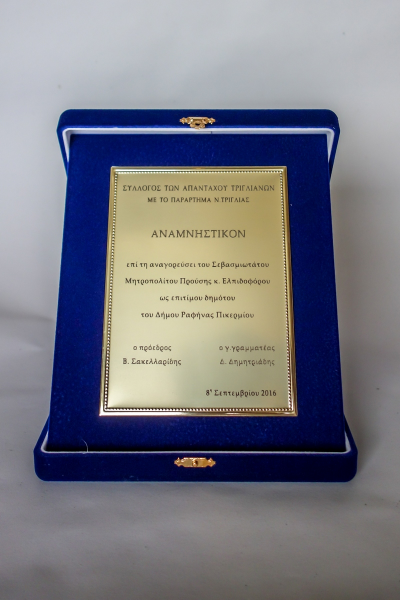 ΣΥΛΛΟΓΟΣ ΤΩΝ ΑΠΑΝΤΑΧΟΥ ΤΡΙΓΛΙΑΝΩΝ
ΜΕ ΤΟ ΠΑΡΑΡΤΗΜΑ Ν.ΤΡΙΓΛΙΑΣ
ΑΝΑΜΝΗΣΤΙΚΟΝ
επί τη αναγορεύσει του Σεβασμιωτάτου
Μητροπολίτου Προύσης κ. Ελπιδοφόρου
ως επιτίμου δημότου
του Δήμου Ραφήνας Πικερμίου
ο πρόεδρος ο γ.γραμματέας
Β. Σακελλαρίδης Δ. Δημητριάδης
8η Σεπτεμβρίου 2016